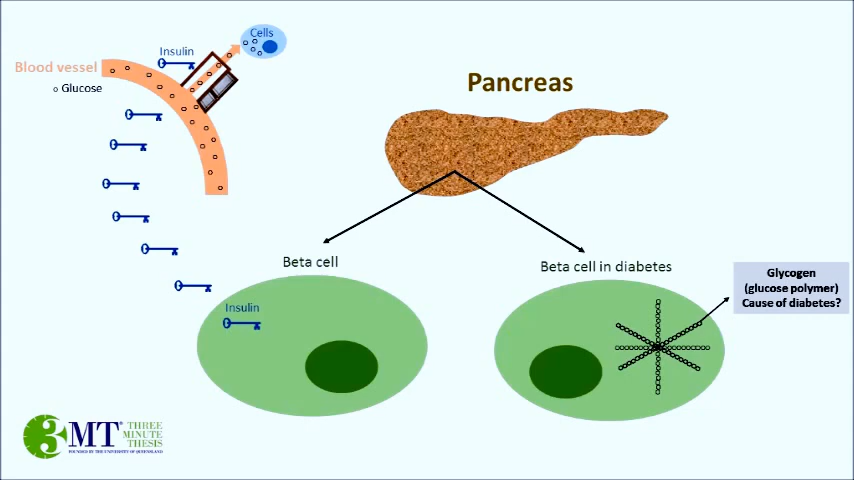 Cells
Insulin
Blood vessel
o Glucose
Pancreas
Beta cell
Beta cell in diabetes
Glycogen
(glucose polymer)
Cause of diabetes?
Insulin
3MT® THREE
MINUTE
THESIS
FOUNDED BY THE UNIVERSITY OF QUEENSLAND